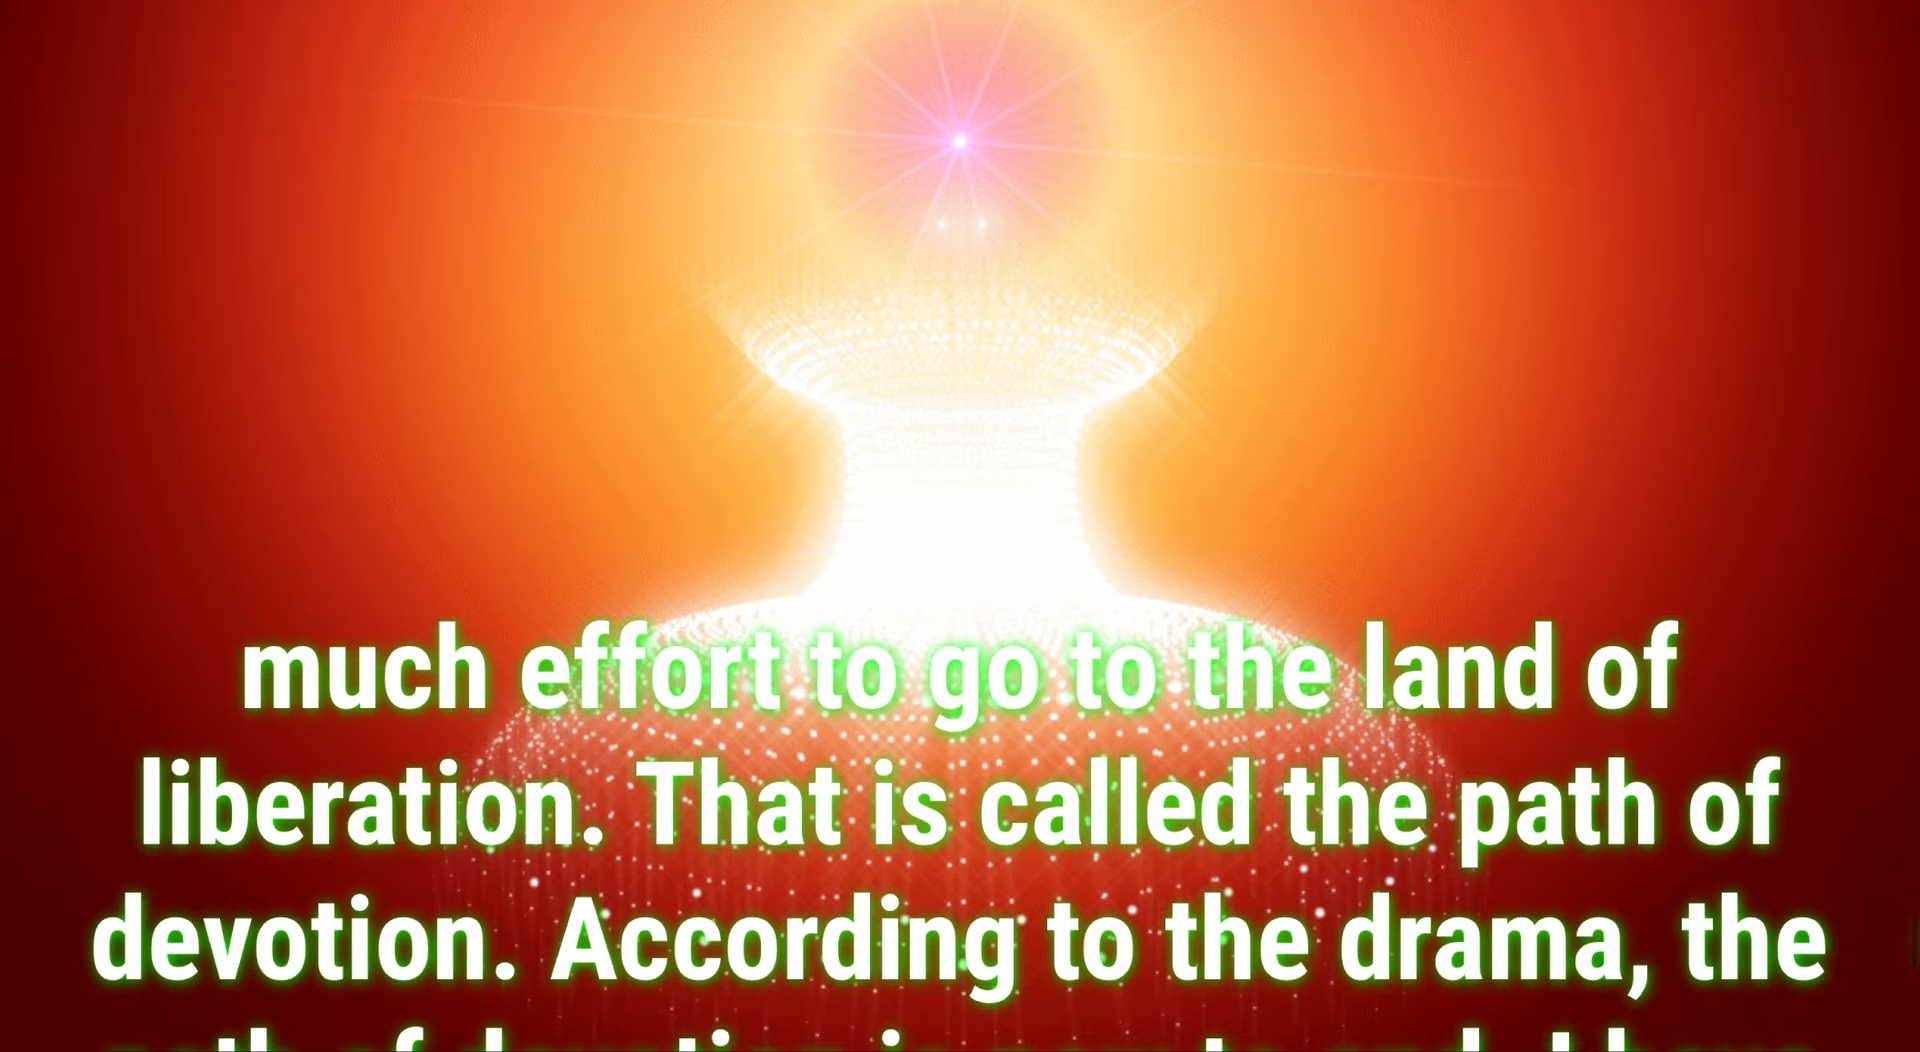 much effort to go to the land of
liberation. That is called the path of
devotion. According to the drama, the